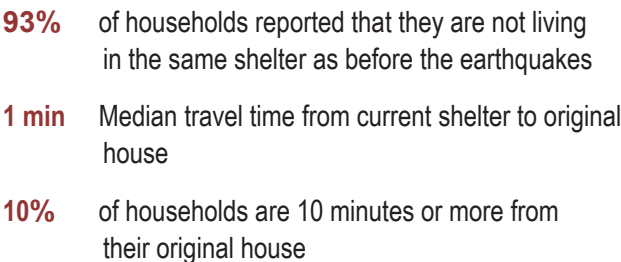 93% of households reported that they are not living
in the same shelter as before the earthquakes
1 min Median travel time from current shelter to original
house
10% of households are 10 minutes or more from
their original house